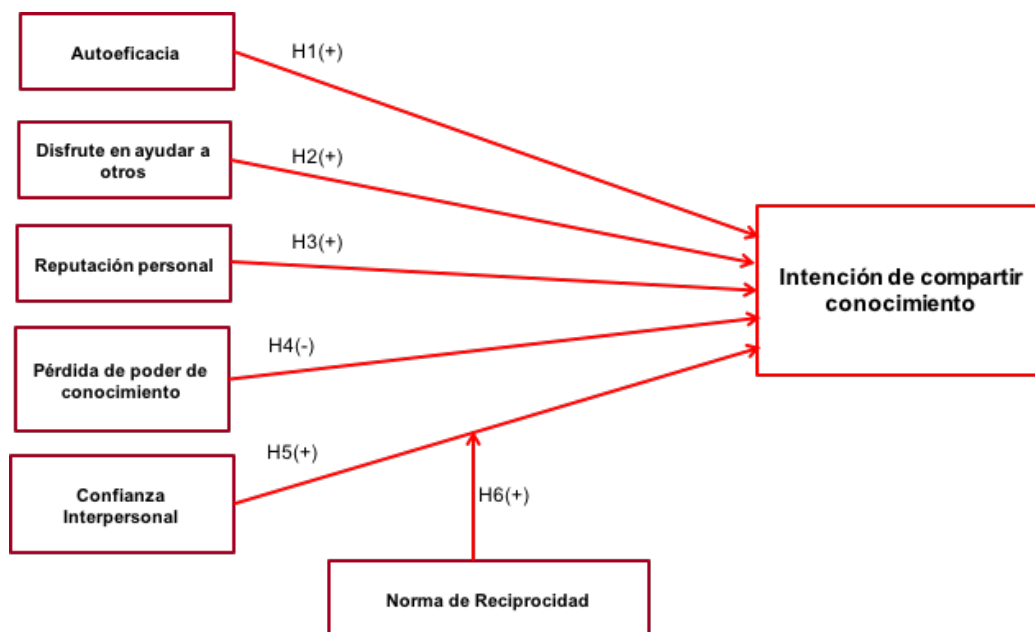 Autoeficacia
H1(+)
Disfrute en ayudar a
otros
H2(+)
Reputación personal
H3(+)
Pérdida de poder de
conocimiento
H4(-)
Confianza
Interpersonal
H5(+)
H6(+)
Norma de Reciprocidad
Intención de compartir
conocimiento